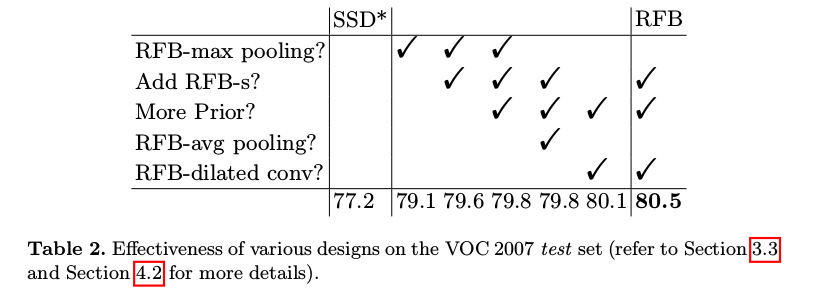 SSD* RFB
RFB-max pooling? ✓ ✓ ✓
Add RFB-s? ✓ ✓ ✓ ✓
More Prior? ✓ ✓ ✓ ✓
RFB-avg pooling? ✓
RFB-dilated conv? ✓ ✓
77.2 79.1 79.6 79.8 79.8 80.1 80.5
Table 2. Effectiveness of various designs on the VOC 2007 test set (refer to Section 3.3
and Section 4.2 for more details).